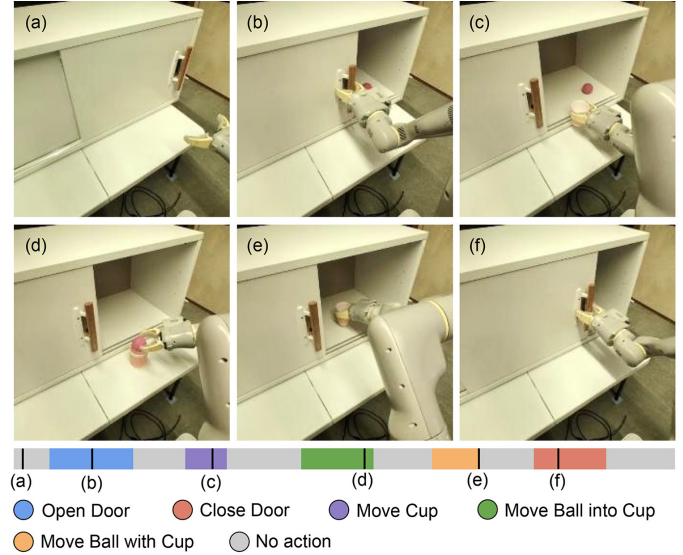 (a)
(b)
(c)
(d)
(e)
(f)
(a)
(b)
(c)
(d)
(e)
(f)
Open Door
Close Door
Move Cup
Move Ball into Cup
Move Ball with Cup
No action